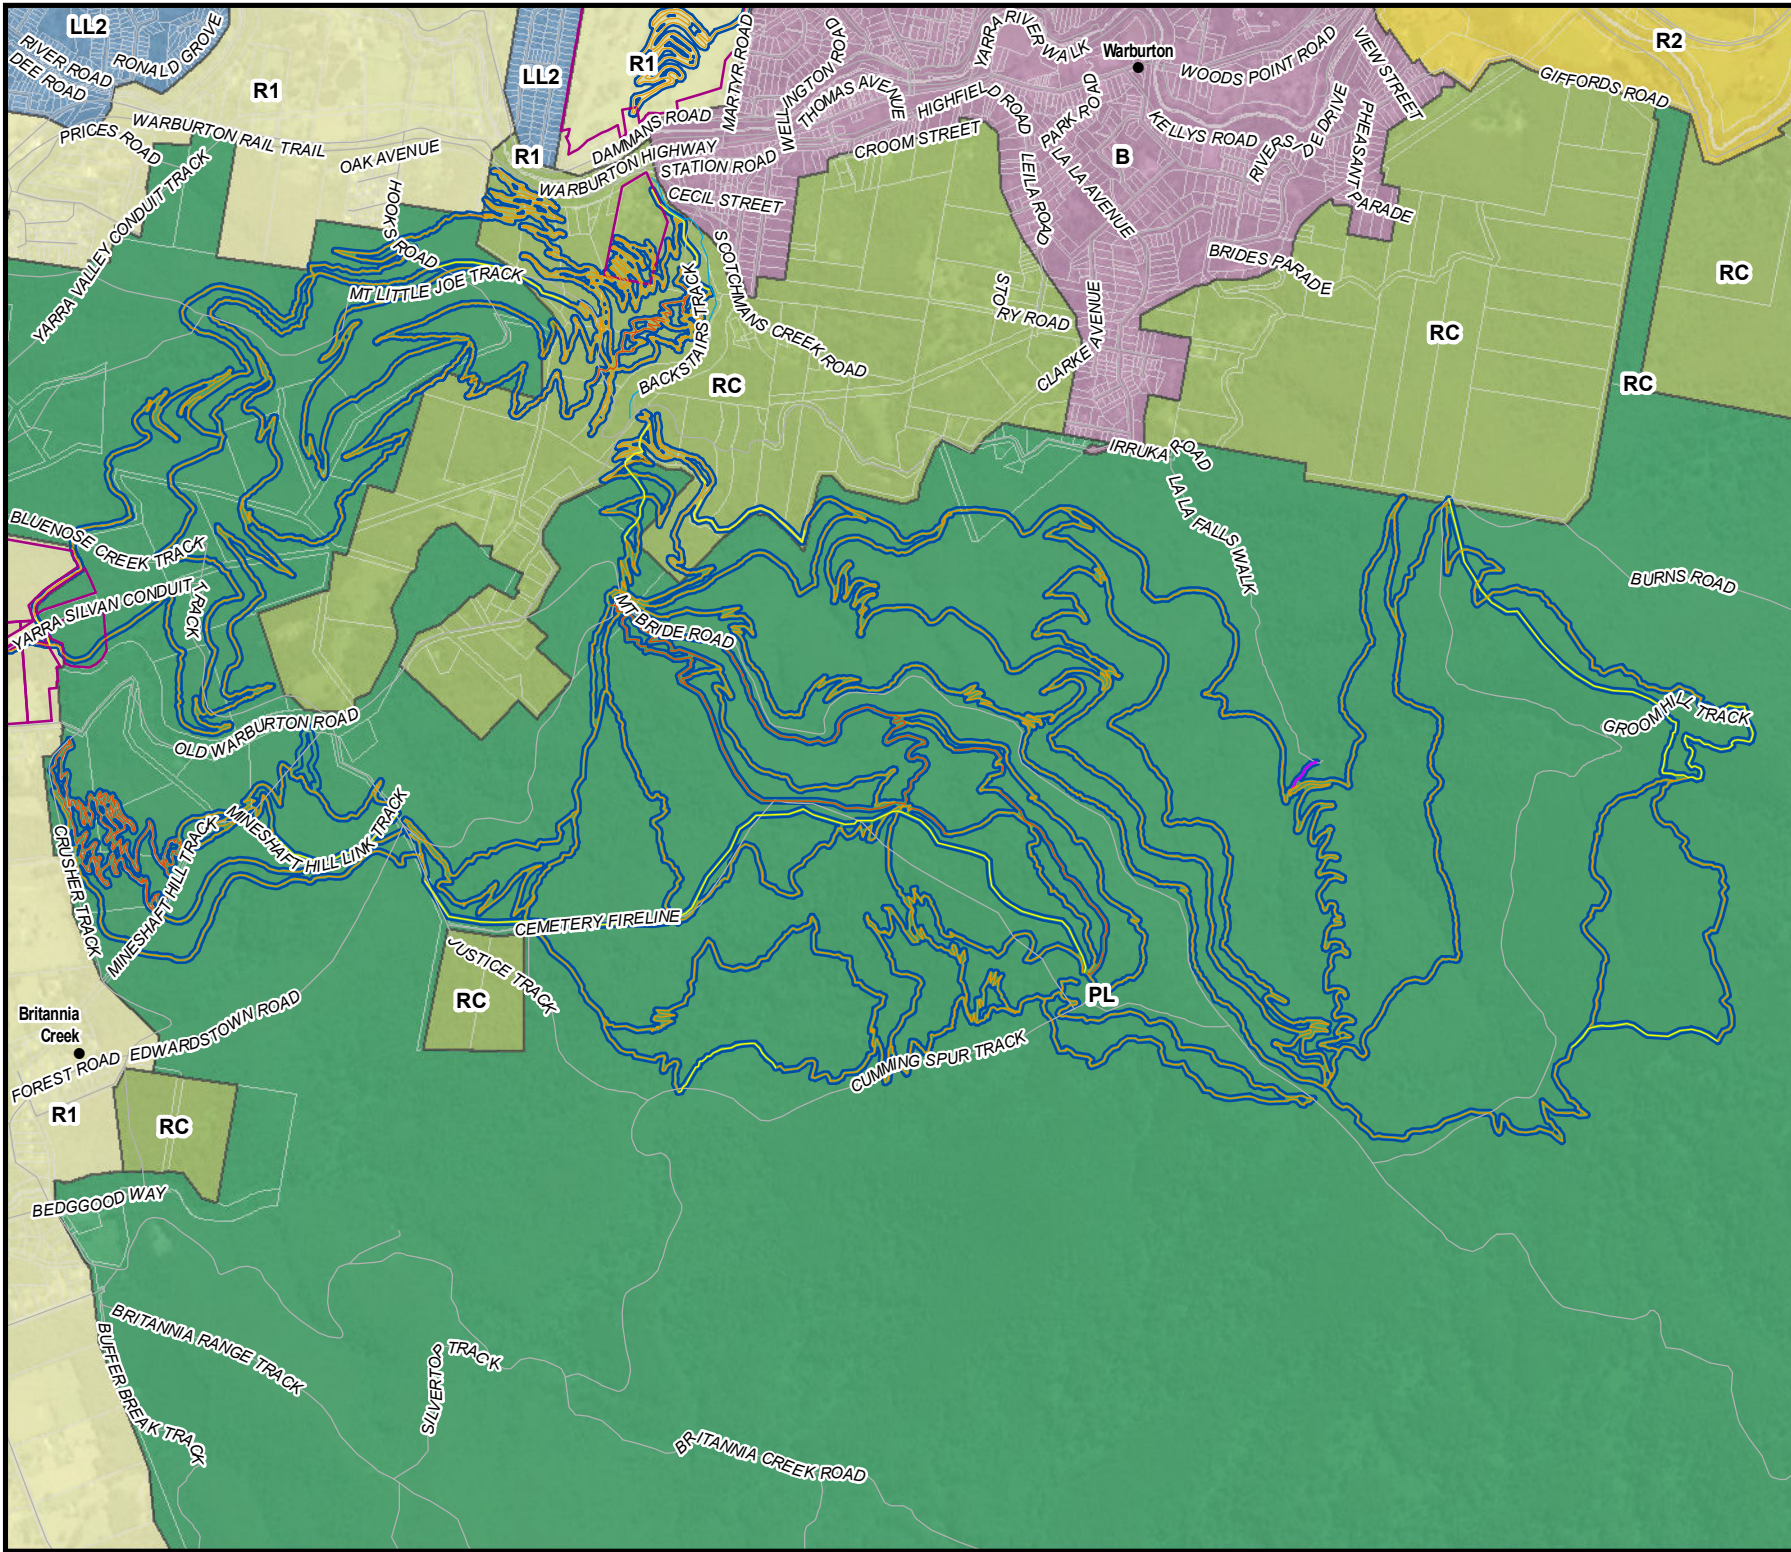 LL2
RIVER ROAD
DEE ROAD
RONALD GROVE
R1
LL2
R1
MARTYR ROAD
WELLINGTON ROAD
THOMAS AVENUE
YARRA RIVER WALK
Warburton
WOODS POINT ROAD
VIEW STREET
R2
GIFFORDS ROAD
PRICES ROAD
WARBURTON RAIL TRAIL
OAK AVENUE
R1
DAMMANS ROAD
WARBURTON HIGHWAY
STATION ROAD
CECIL STREET
CROOM STREET
HIGHFIELD ROAD
PARK ROAD
KELLYS ROAD
B
RIVERSIDE DRIVE
PHEASANT PARADE
LA LA AVENUE
LEILA ROAD
YARRA VALLEY CONDUIT TRACK
HOOKS ROAD
MT LITTLE JOE TRACK
BACKSTAIRS TRACK
SCOTCHMANS CREEK ROAD
STORY ROAD
CLARKE AVENUE
BRIDES PARADE
RC
RC
RC
RC
IRRUKA ROAD
LA LA FALLS WALK
BLUENOSE CREEK TRACK
YARRA SILVAN CONDUIT TRACK
MT BRIDE ROAD
BURNS ROAD
GROOM HILL TRACK
OLD WARBURTON ROAD
MINESHAFT HILL LINK TRACK
MINESHAFT HILL TRACK
CRUSHER TRACK
CEMETERY FIRELINE
JUSTICE TRACK
RC
PL
Britannia
Creek
FOREST ROAD
EDWARDSTOWN ROAD
CUMMING SPUR TRACK
R1
RC
BEDGGOOD WAY
BRITANNIA RANGE TRACK
BUFFER BREAK TRACK
SILVERTOP TRACK
BRITANNIA CREEK ROAD